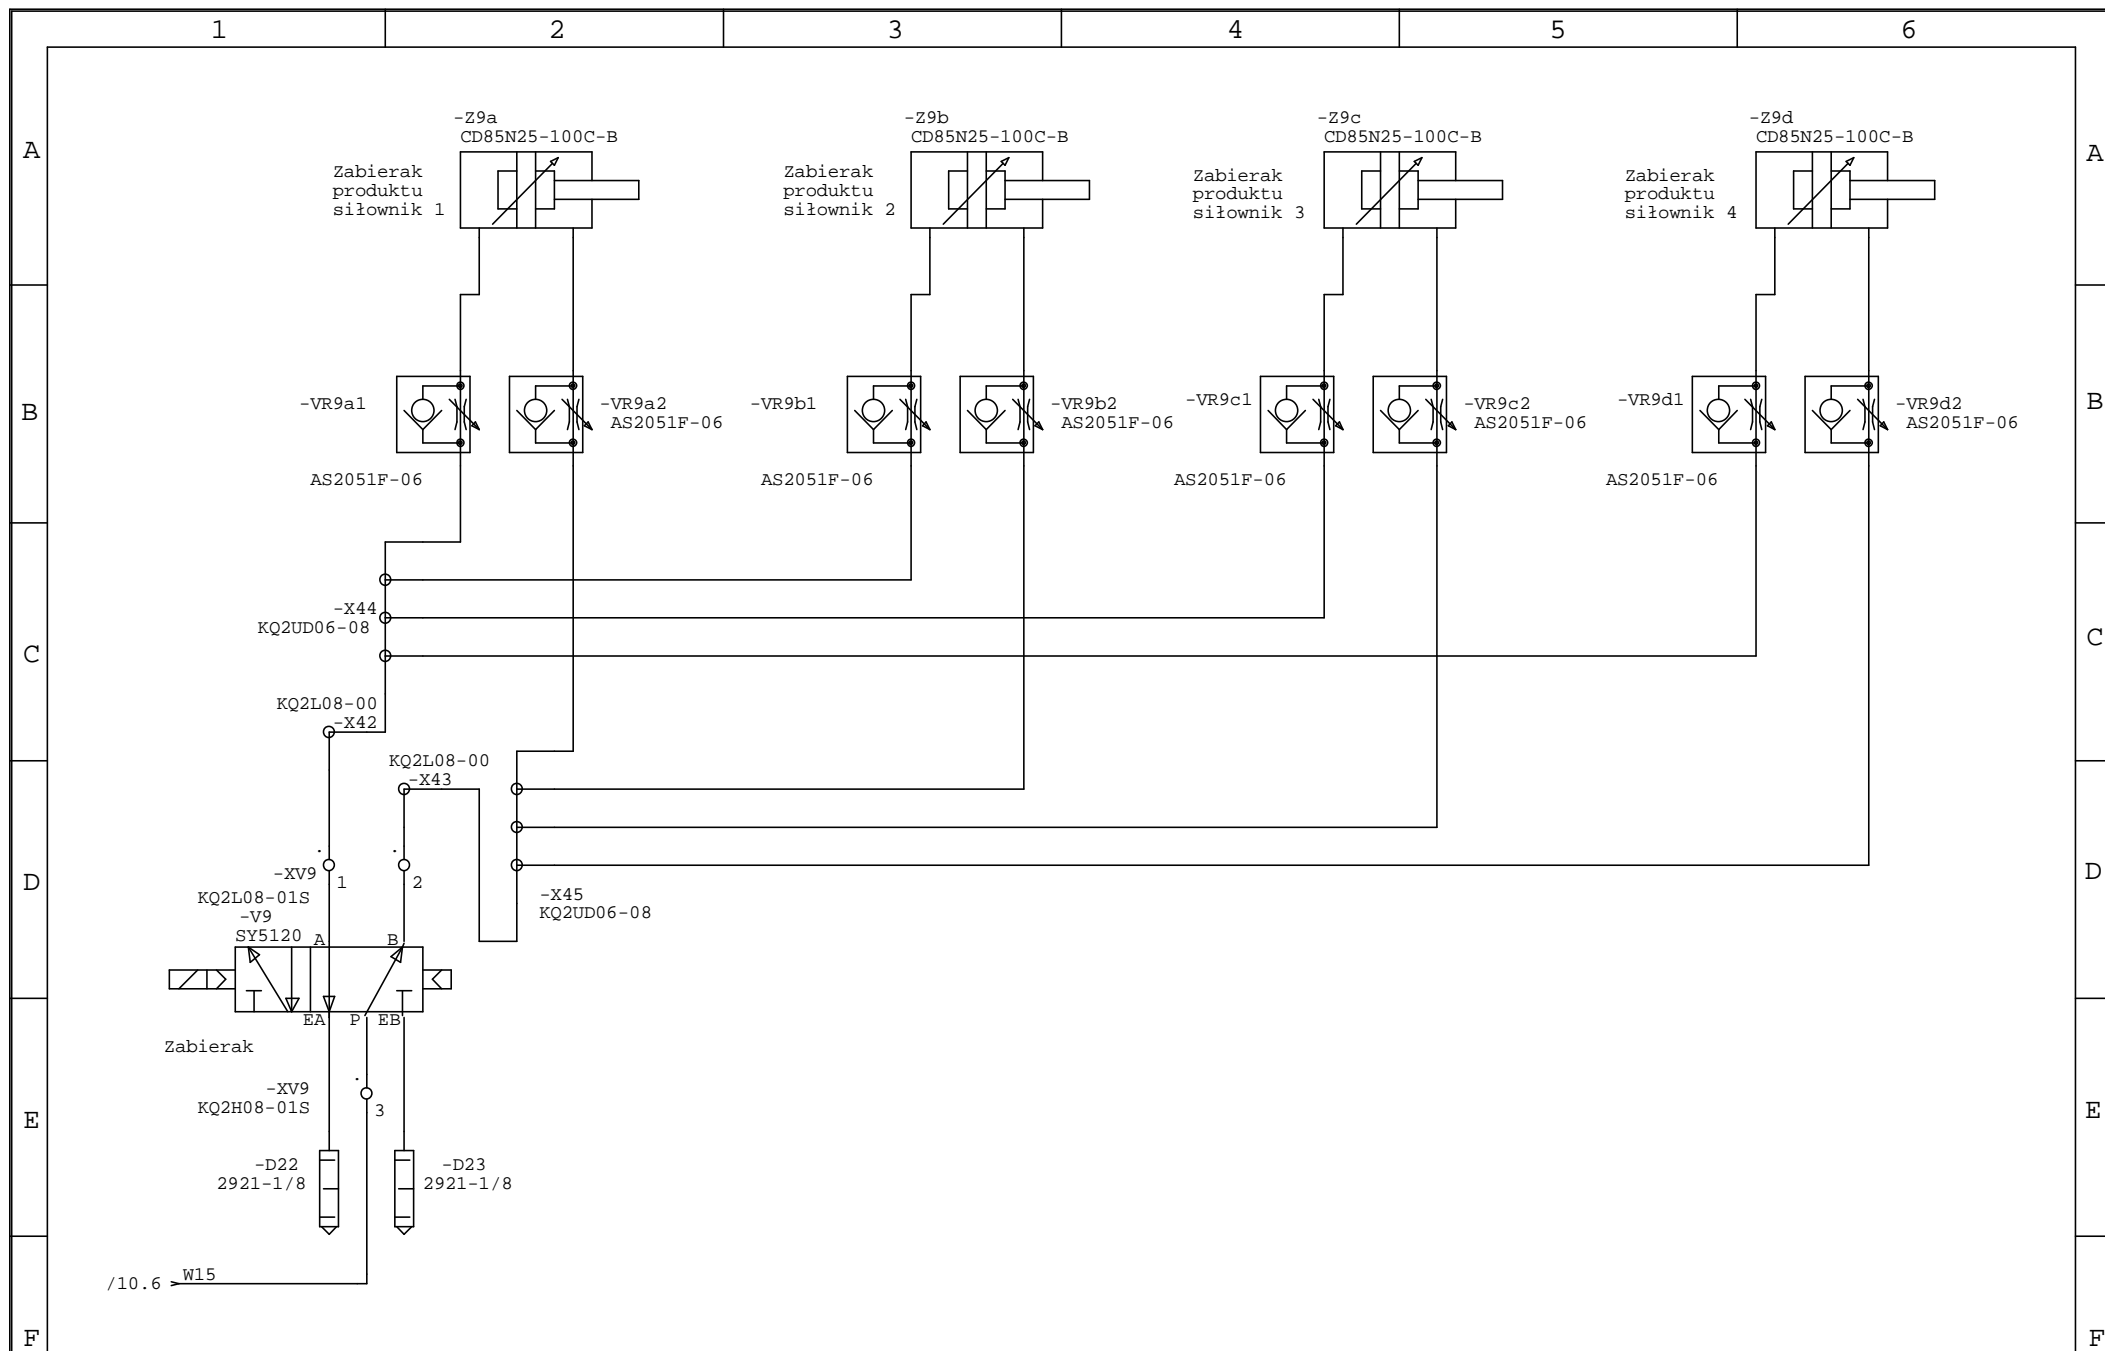 1 2 3 4 5 6
-Z9a
CD85N25-100C-B
Zabierak
produktu
siłownik 1
-Z9b
CD85N25-100C-B
Zabierak
produktu
siłownik 2
-Z9c
CD85N25-100C-B
Zabierak
produktu
siłownik 3
-Z9d
CD85N25-100C-B
Zabierak
produktu
siłownik 4
A A
-VR9a1
AS2051F-06
-VR9a2
AS2051F-06
-VR9b1
AS2051F-06
-VR9b2
AS2051F-06
-VR9c1
AS2051F-06
-VR9c2
AS2051F-06
-VR9d1
AS2051F-06
-VR9d2
AS2051F-06
B B
-X44
KQ2UD06-08
C C
KQ2L08-00
-X42
KQ2L08-00
-X43
-XV9 1 2
KQ2L08-01S
D D
-X45
KQ2UD06-08
-V9
SY5120 A B
EA P EB
Zabierak
-XV9
KQ2H08-01S 3
E E
-D22
2921-1/8
-D23
2921-1/8
/10.6 W15
F F